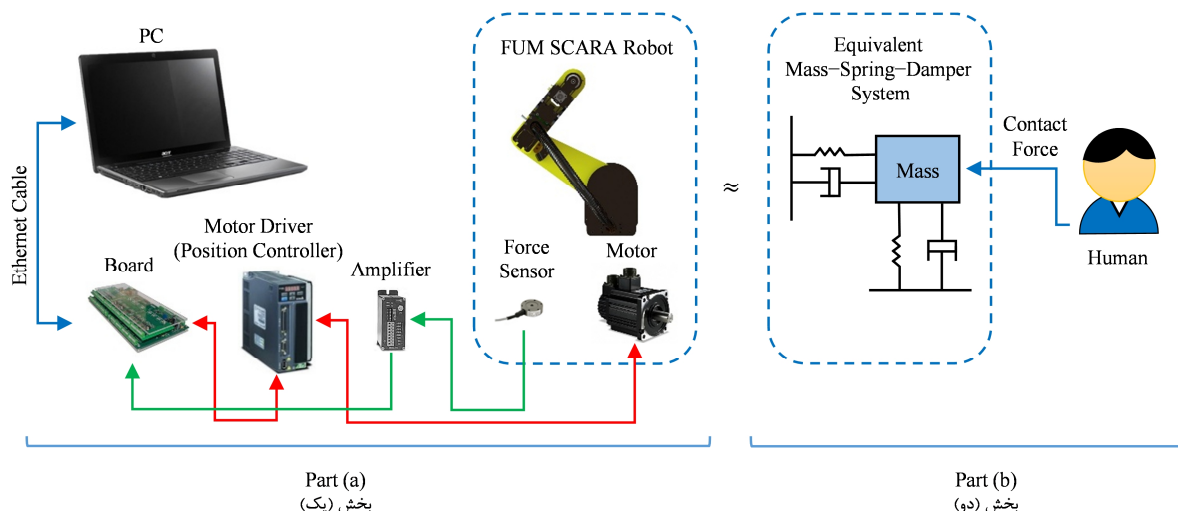 PC
Ethernet Cable
Board
Motor Driver
(Position Controller)
Amplifier
FUM SCARA Robot
Force
Sensor
Motor
≈
Equivalent
Mass−Spring−Damper
System
Mass
Contact
Force
Human
Part (a)
بخش (یک)
Part (b)
بخش (دو)